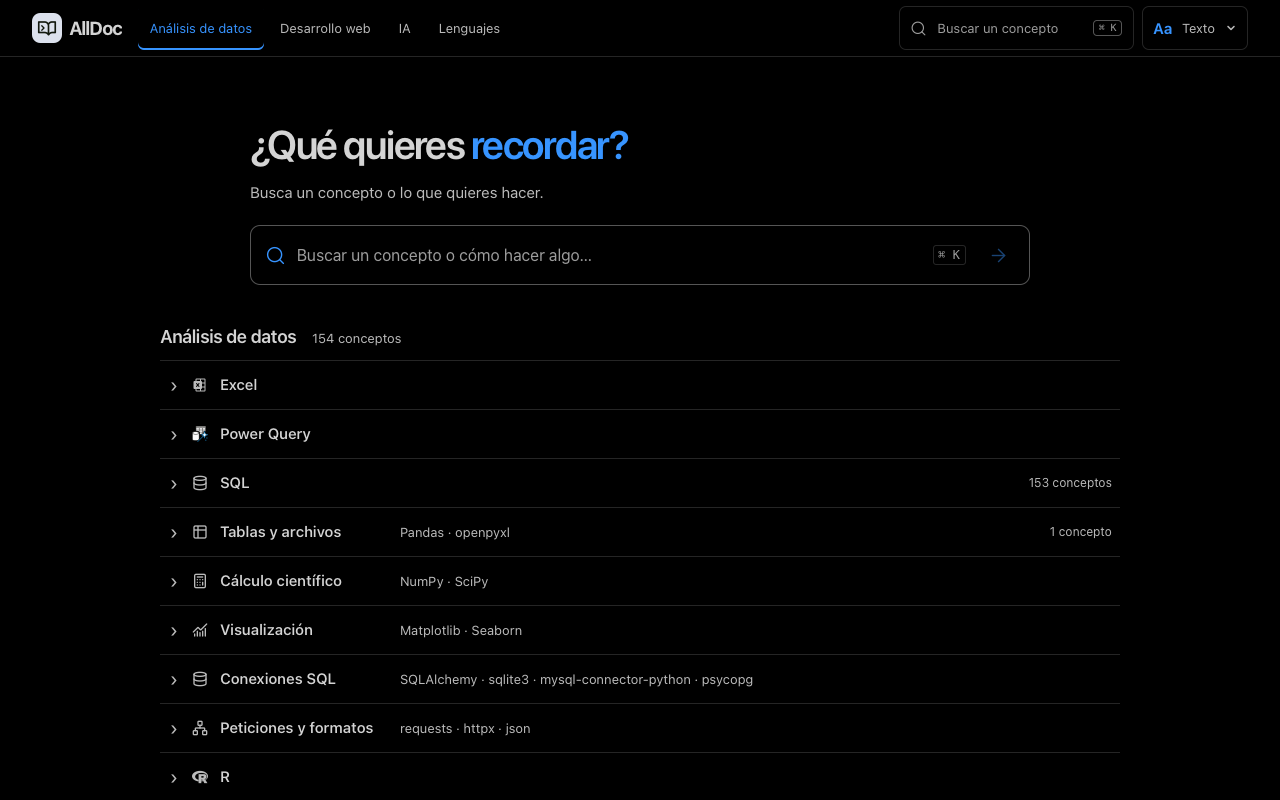 AllDoc Análisis de datos Desarrollo web IA Lenguajes Buscar un concepto ⌘ K Aa Texto
¿Qué quieres recordar?
Busca un concepto o lo que quieres hacer.
Buscar un concepto o cómo hacer algo... ⌘ K
Análisis de datos 154 conceptos
Excel
Power Query
SQL 153 conceptos
Tablas y archivos Pandas · openpyxl 1 concepto
Cálculo científico NumPy · SciPy
Visualización Matplotlib · Seaborn
Conexiones SQL SQLAlchemy · sqlite3 · mysql-connector-python · psycopg
Peticiones y formatos requests · httpx · json
R